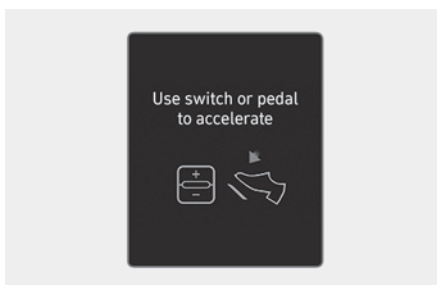 Use switch or pedal
to accelerate
+
−